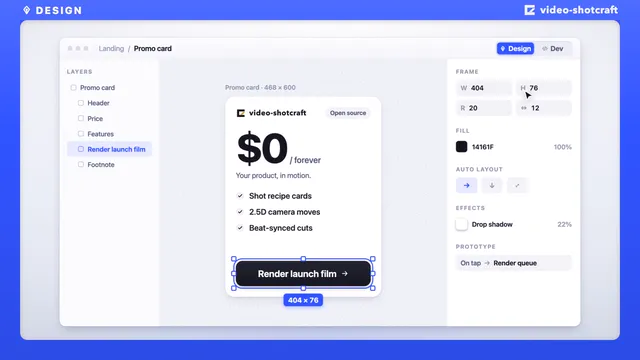 DESIGN
video-shotcraft
Landing / Promo card
Design
Dev
LAYERS
Promo card
Header
Price
Features
Render launch film
Footnote
Promo card · 468 × 600
video-shotcraft
Open source
$0 / forever
Your product, in motion.
Shot recipe cards
2.5D camera moves
Beat-synced cuts
Render launch film →
404 × 76
FRAME
W 404
H 76
R 20
12
FILL
14161F 100%
AUTO LAYOUT
EFFECTS
Drop shadow 22%
PROTOTYPE
On tap → Render queue